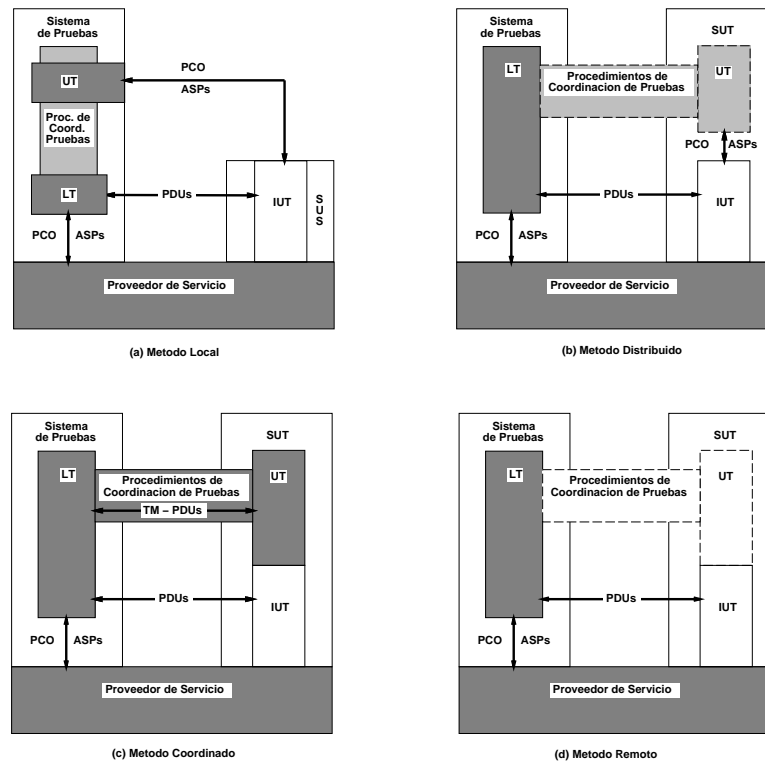 Sistema
de Pruebas
UT
PCO
ASPs
Proc. de
Coord.
Pruebas
LT
PDUs
IUT
SUS
PCO
ASPs
Proveedor de Servicio
(a) Metodo Local
Sistema
de Pruebas
SUT
LT
Procedimientos de
Coordinacion de Pruebas
UT
PCO
ASPs
PDUs
IUT
PCO
ASPs
Proveedor de Servicio
(b) Metodo Distribuido
Sistema
de Pruebas
SUT
LT
Procedimientos de
Coordinacion de Pruebas
UT
TM – PDUs
PDUs
IUT
PCO
ASPs
Proveedor de Servicio
(c) Metodo Coordinado
Sistema
de Pruebas
SUT
LT
Procedimientos de
Coordinacion de Pruebas
UT
PDUs
IUT
PCO
ASPs
Proveedor de Servicio
(d) Metodo Remoto